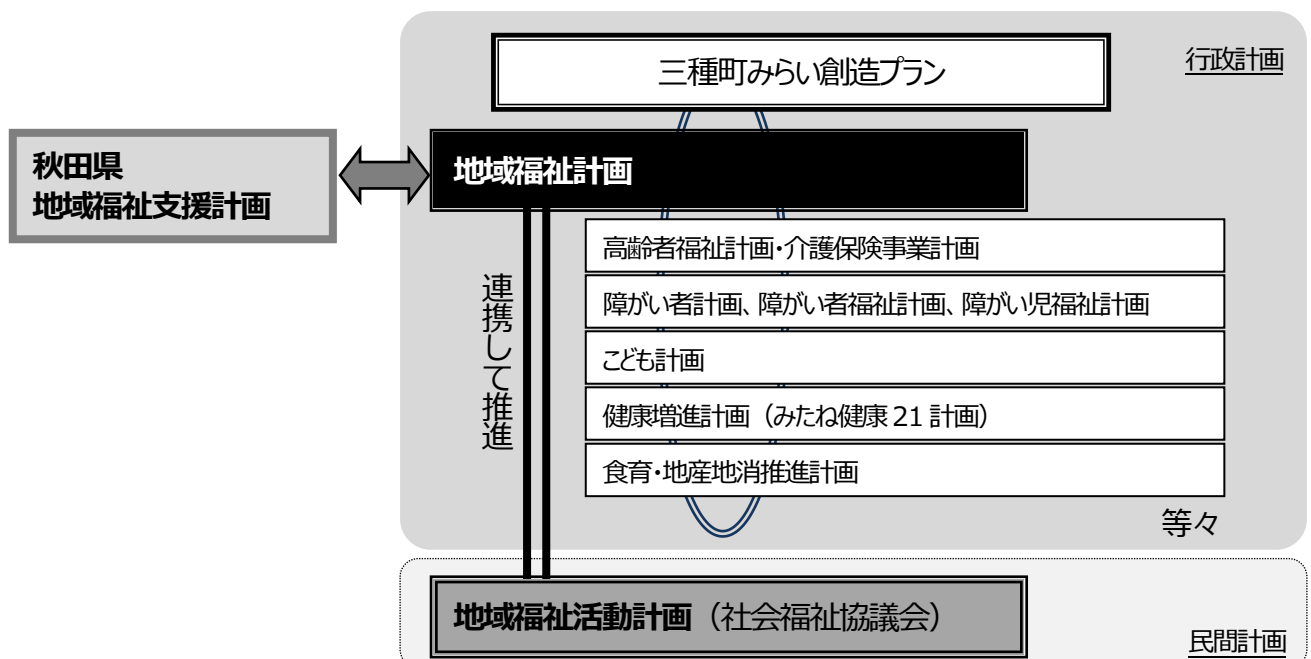 行政計画
三種町みらい創造プラン
秋田県
地域福祉支援計画
地域福祉計画
連携して推進
高齢者福祉計画・介護保険事業計画
障がい者計画、障がい者福祉計画、障がい児福祉計画
こども計画
健康増進計画（みたね健康 21 計画）
食育・地産地消推進計画
等々
地域福祉活動計画（社会福祉協議会）
民間計画